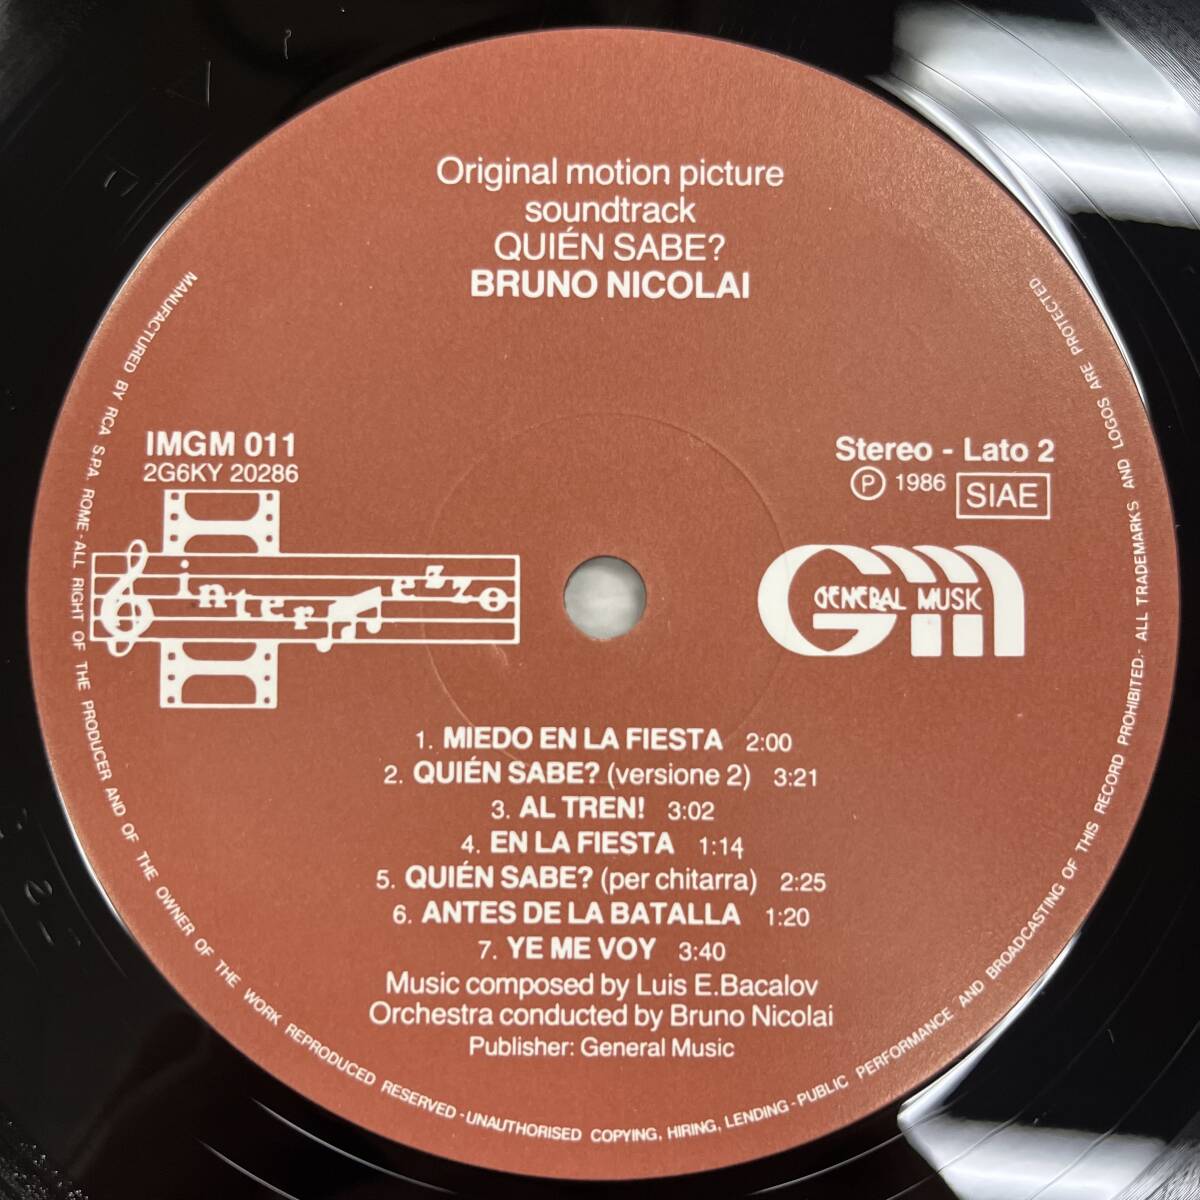 Original motion picture
soundtrack
QUIÉN SABE?
BRUNO NICOLAI
IMGM 011
2G6KY 20286
Stereo - Lato 2
℗ 1986 SIAE
intermezzo
GM
GENERAL MUSIC
1. MIEDO EN LA FIESTA 2:00
2. QUIÉN SABE? (versione 2) 3:21
3. AL TREN! 3:02
4. EN LA FIESTA 1:14
5. QUIÉN SABE? (per chitarra) 2:25
6. ANTES DE LA BATALLA 1:20
7. YE ME VOY 3:40
Music composed by Luis E.Bacalov
Orchestra conducted by Bruno Nicolai
Publisher: General Music
MANUFACTURED BY RCA S.P.A. ROME - ALL RIGHT OF THE PRODUCER AND OF THE OWNER OF THE WORK REPRODUCED RESERVED - UNAUTHORISED COPYING, HIRING, LENDING - PUBLIC PERFORMANCE AND BROADCASTING OF THIS RECORD PROHIBITED. - ALL TRADEMARKS AND LOGOS ARE PROTECTED